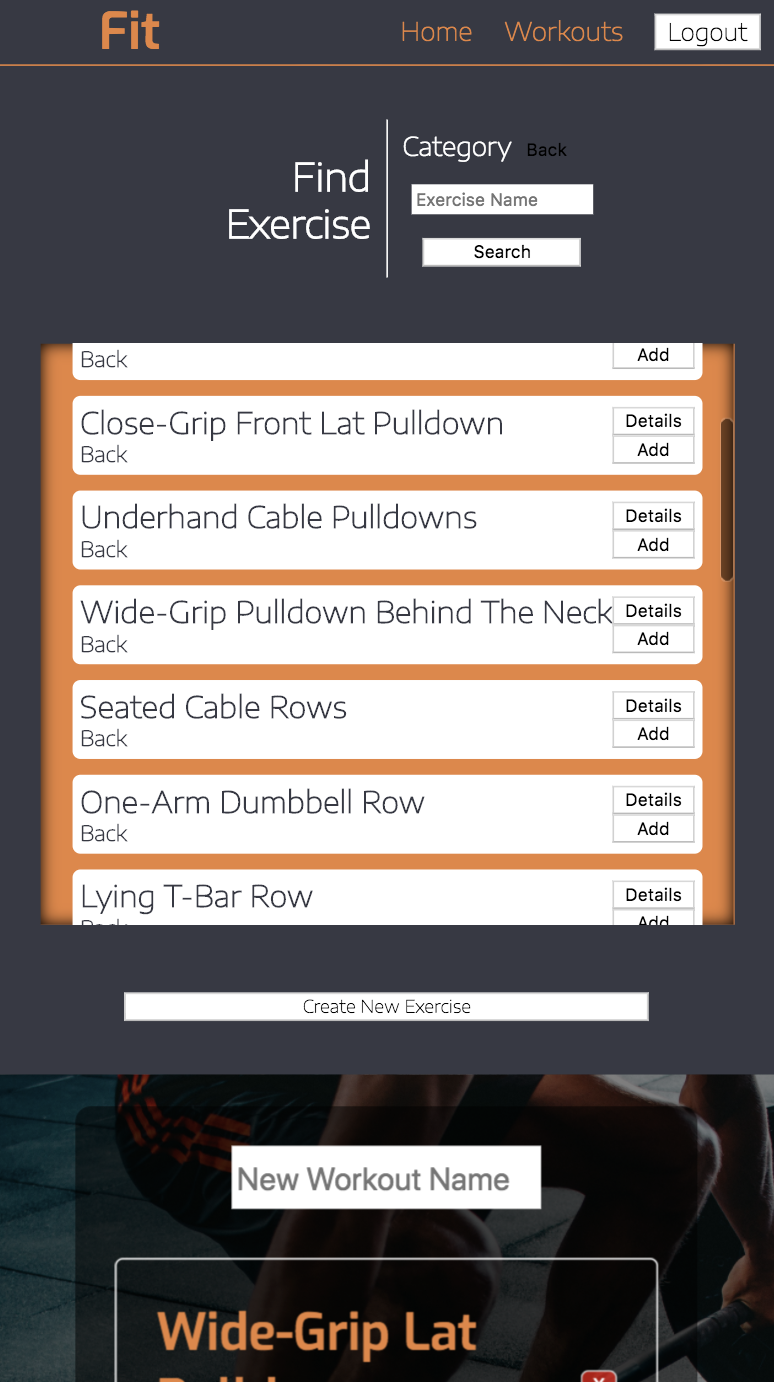 Fit
Home Workouts Logout
Find
Exercise
Category Back
Exercise Name
Search
Back
Add
Close-Grip Front Lat Pulldown
Back
Details
Add
Underhand Cable Pulldowns
Back
Details
Add
Wide-Grip Pulldown Behind The Neck
Back
Details
Add
Seated Cable Rows
Back
Details
Add
One-Arm Dumbbell Row
Back
Details
Add
Lying T-Bar Row
Back
Details
Add
Create New Exercise
New Workout Name
Wide-Grip Lat
x